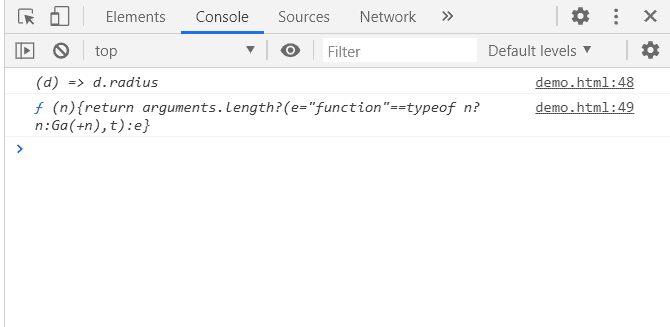 Elements Console Sources Network »
top ▼ Filter Default levels ▼
(d) => d.radius demo.html:48
ƒ (n){return arguments.length?(e="function"==typeof n? demo.html:49
n:Ga(+n),t):e}
>